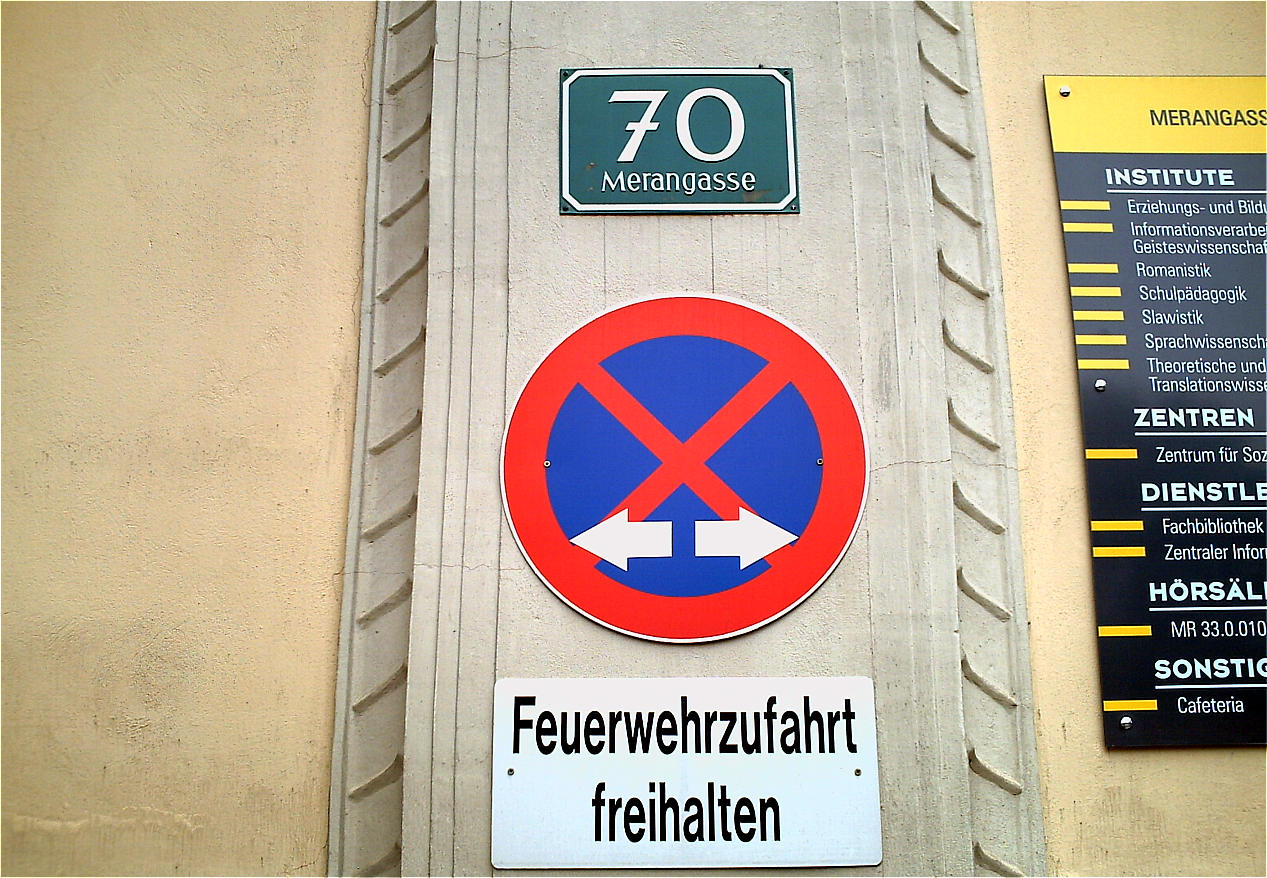 70
Merangasse
Feuerwehrzufahrt
freihalten
MERANGASS
INSTITUTE
Erziehungs- und Bildu
Informationsverarbei
Geisteswissenschaf
Romanistik
Schulpädagogik
Slawistik
Sprachwissenscha
Theoretische und
Translationswisse
ZENTREN
Zentrum für Soz
DIENSTLE
Fachbibliothek
Zentraler Infor
HÖRSÄL
MR 33.0.010
SONSTIG
Cafeteria